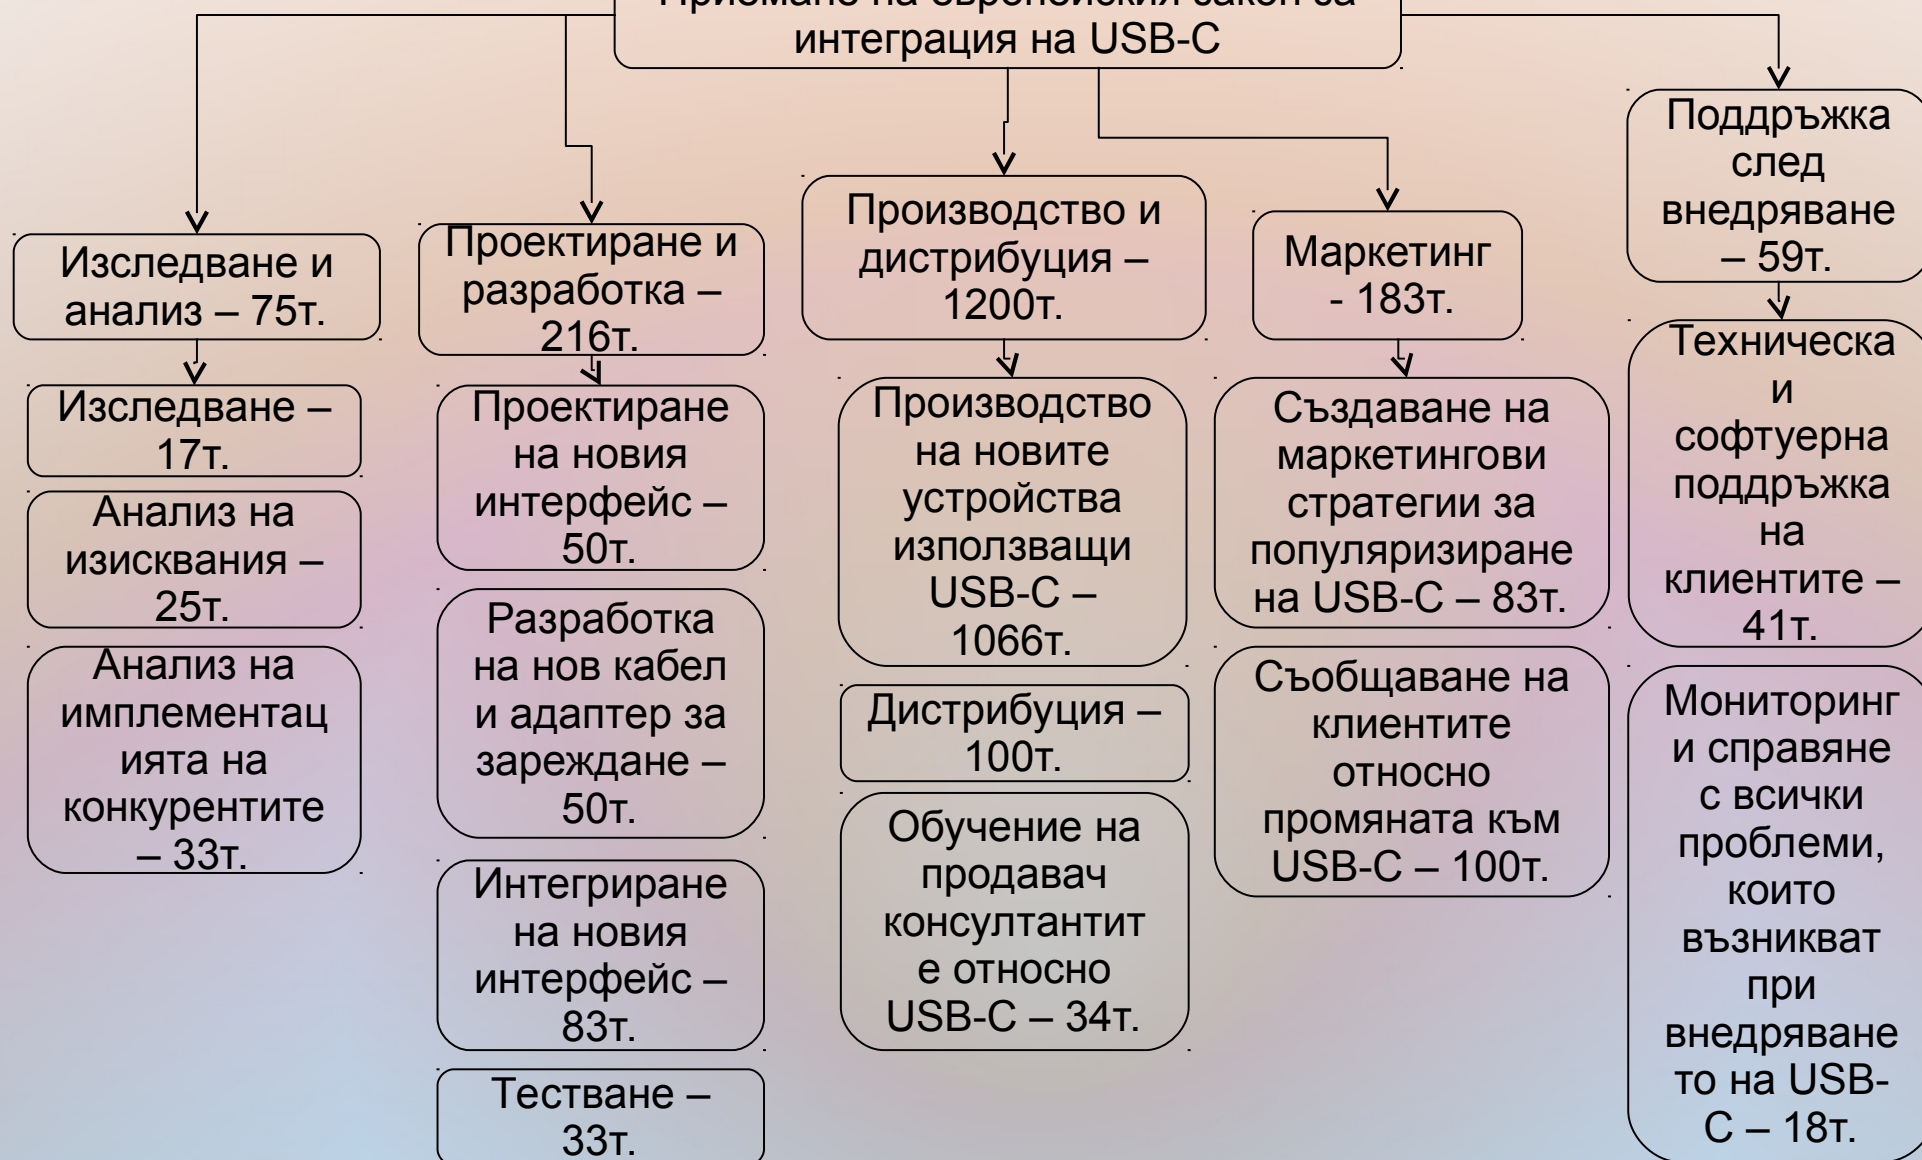 Приемане на европейския закон за
интеграция на USB-C
Изследване и
анализ – 75т.
Изследване –
17т.
Анализ на
изисквания –
25т.
Анализ на
имплементац
ията на
конкурентите
– 33т.
Проектиране и
разработка –
216т.
Проектиране
на новия
интерфейс –
50т.
Разработка
на нов кабел
и адаптер за
зареждане –
50т.
Интегриране
на новия
интерфейс –
83т.
Тестване –
33т.
Производство и
дистрибуция –
1200т.
Производство
на новите
устройства
използващи
USB-C –
1066т.
Дистрибуция –
100т.
Обучение на
продавач
консултантит
е относно
USB-C – 34т.
Маркетинг
- 183т.
Създаване на
маркетингови
стратегии за
популяризиране
на USB-C – 83т.
Съобщаване на
клиентите
относно
промяната към
USB-C – 100т.
Поддръжка
след
внедряване
– 59т.
Техническа
и
софтуерна
поддръжка
на
клиентите –
41т.
Мониторинг
и справяне
с всички
проблеми,
които
възникват
при
внедряване
то на USB-
C – 18т.